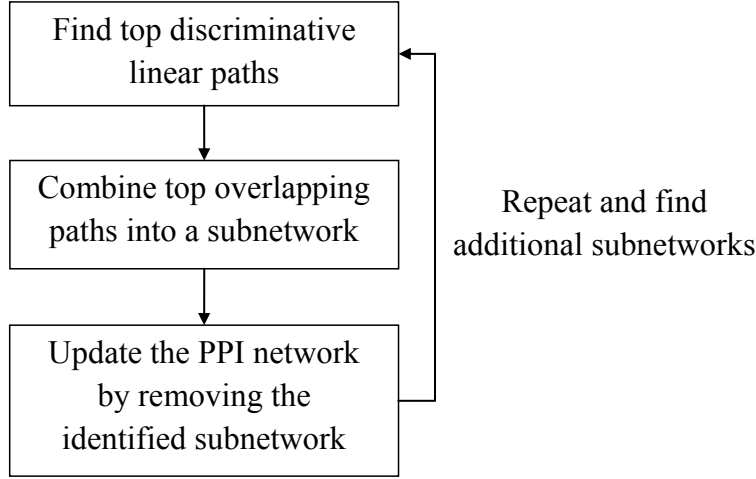 Find top discriminative
linear paths
Combine top overlapping
paths into a subnetwork
Repeat and find
additional subnetworks
Update the PPI network
by removing the
identified subnetwork